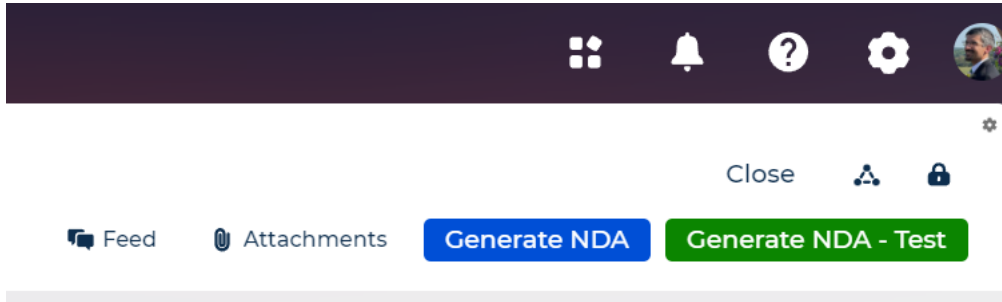 Close
Feed Attachments Generate NDA Generate NDA - Test